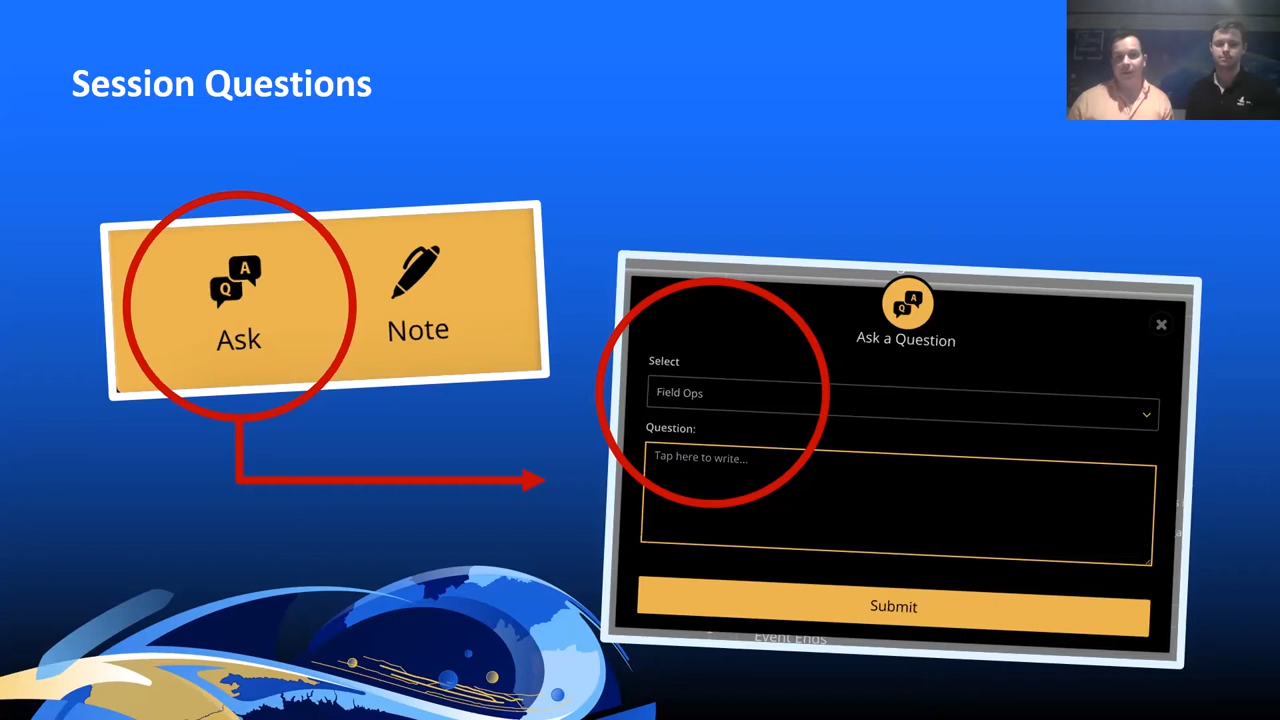 Session Questions
Q
A
Ask
Note
Q
A
Ask a Question
Select
Field Ops
Question:
Tap here to write...
Submit
Event Ends